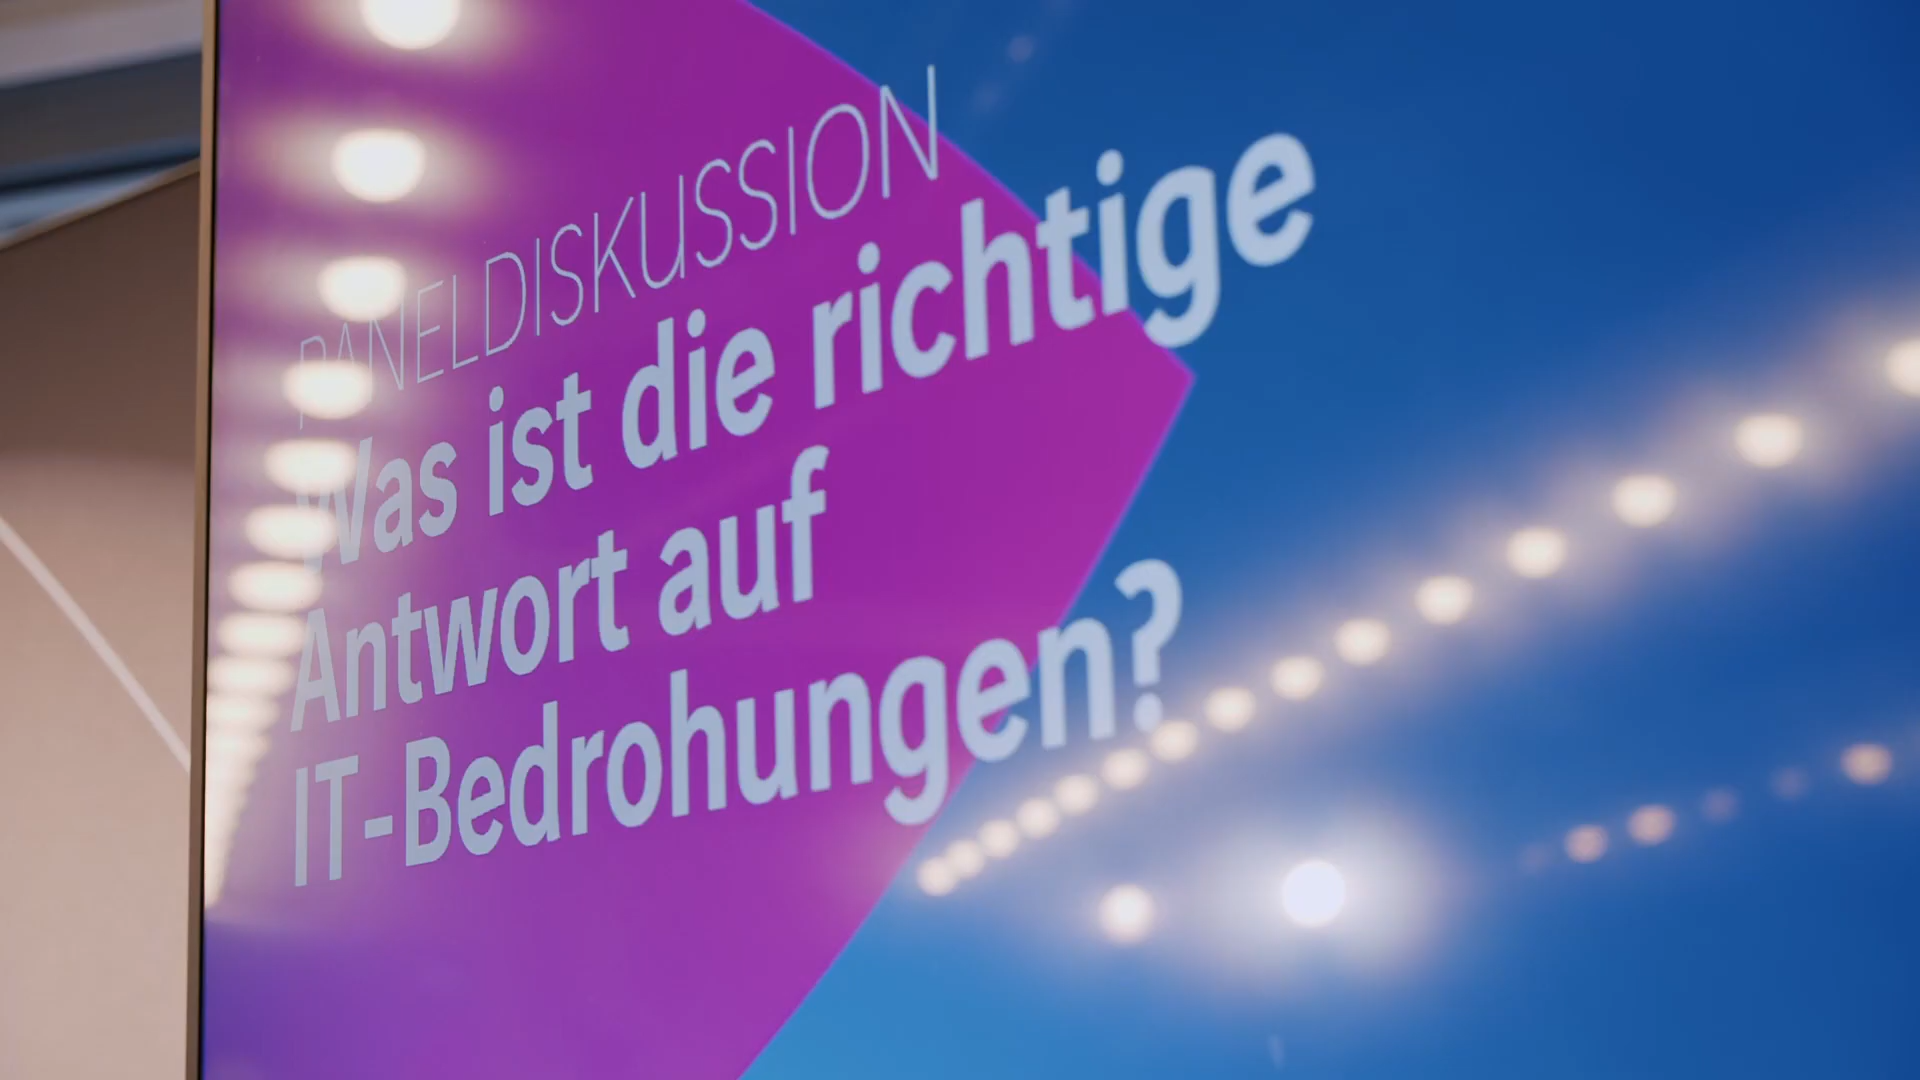 PANELDISKUSSION
Was ist die richtige
Antwort auf
IT-Bedrohungen?